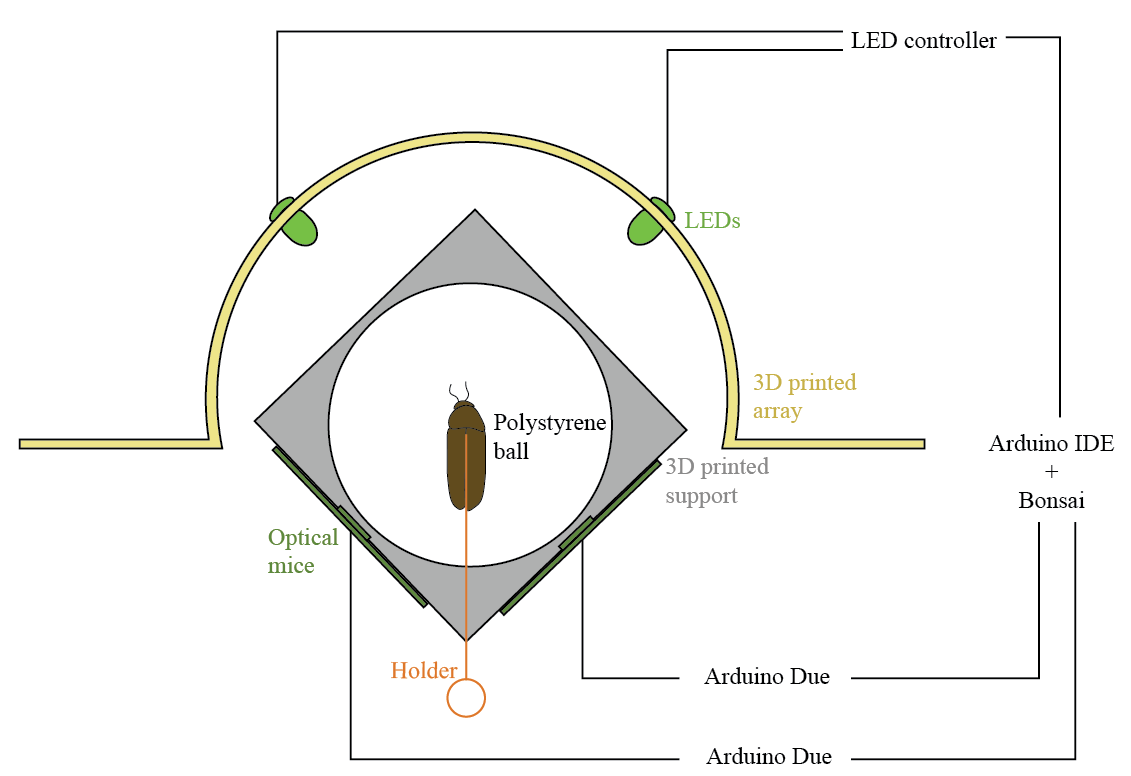 LED controller
LEDs
3D printed
array
Polystyrene
ball
Arduino IDE
+
Bonsai
3D printed
support
Optical
mice
Holder
Arduino Due
Arduino Due